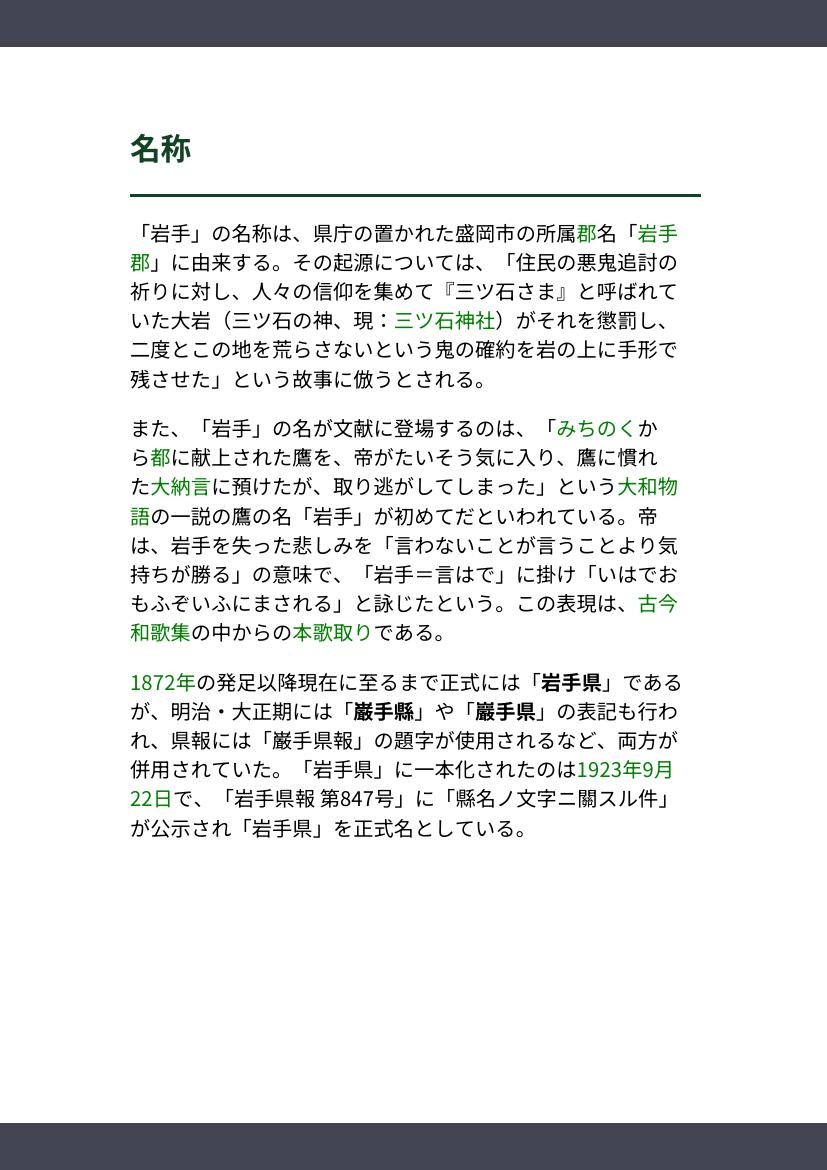 名称
「岩手」の名称は、県庁の置かれた盛岡市の所属郡名「岩手
郡」に由来する。その起源については、「住民の悪鬼追討の
祈りに対し、人々の信仰を集めて『三ツ石さま』と呼ばれて
いた大岩（三ツ石の神、現：三ツ石神社）がそれを懲罰し、
二度とこの地を荒らさないという鬼の確約を岩の上に手形で
残させた」という故事に倣うとされる。
また、「岩手」の名が文献に登場するのは、「みちのくか
ら都に献上された鷹を、帝がたいそう気に入り、鷹に慣れ
た大納言に預けたが、取り逃がしてしまった」という大和物
語の一説の鷹の名「岩手」が初めてだといわれている。帝
は、岩手を失った悲しみを「言わないことが言うことより気
持ちが勝る」の意味で、「岩手＝言はで」に掛け「いはでお
もふぞいふにまされる」と詠じたという。この表現は、古今
和歌集の中からの本歌取りである。
1872年の発足以降現在に至るまで正式には「岩手県」である
が、明治・大正期には「巌手縣」や「巖手県」の表記も行わ
れ、県報には「巌手県報」の題字が使用されるなど、両方が
併用されていた。「岩手県」に一本化されたのは1923年9月
22日で、「岩手県報 第847号」に「縣名ノ文字ニ關スル件」
が公示され「岩手県」を正式名としている。